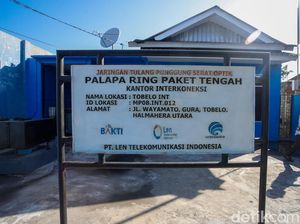 JARINGAN TULANG PUNGGUNG SERAT OPTIK
PALAPA RING PAKET TENGAH
KANTOR INTERKONEKSI
NAMA LOKASI : TOBELO INT
ID LOKASI : MP08.INT.012
ALAMAT : JL. WAYAMATO, GURA, TOBELO,
HALMAHERA UTARA
BAKTI
Len
PT. LEN TELEKOMUNIKASI INDONESIA
detikcom